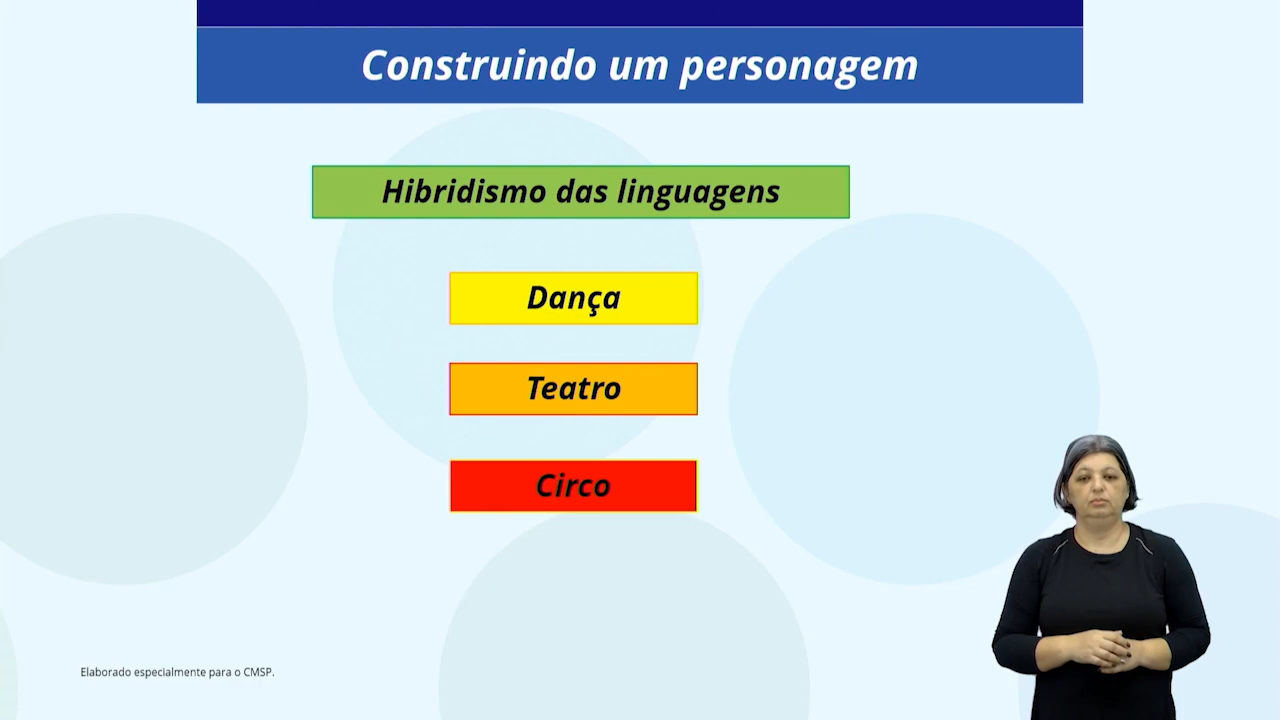 Construindo um personagem
Hibridismo das linguagens
Dança
Teatro
Circo
Elaborado especialmente para o CMSP.